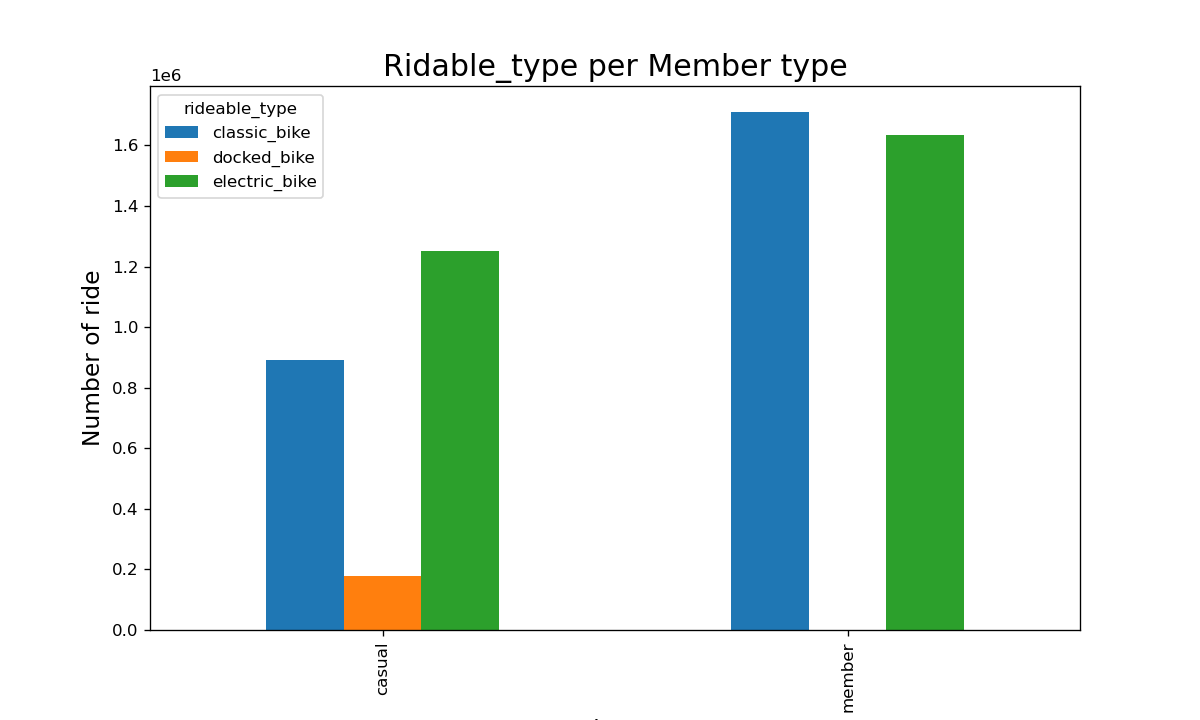 Ridable_type per Member type
1e6
rideable_type
classic_bike
docked_bike
electric_bike
1.6
1.4
1.2
1.0
0.8
0.6
0.4
0.2
0.0
Number of ride
casual
member